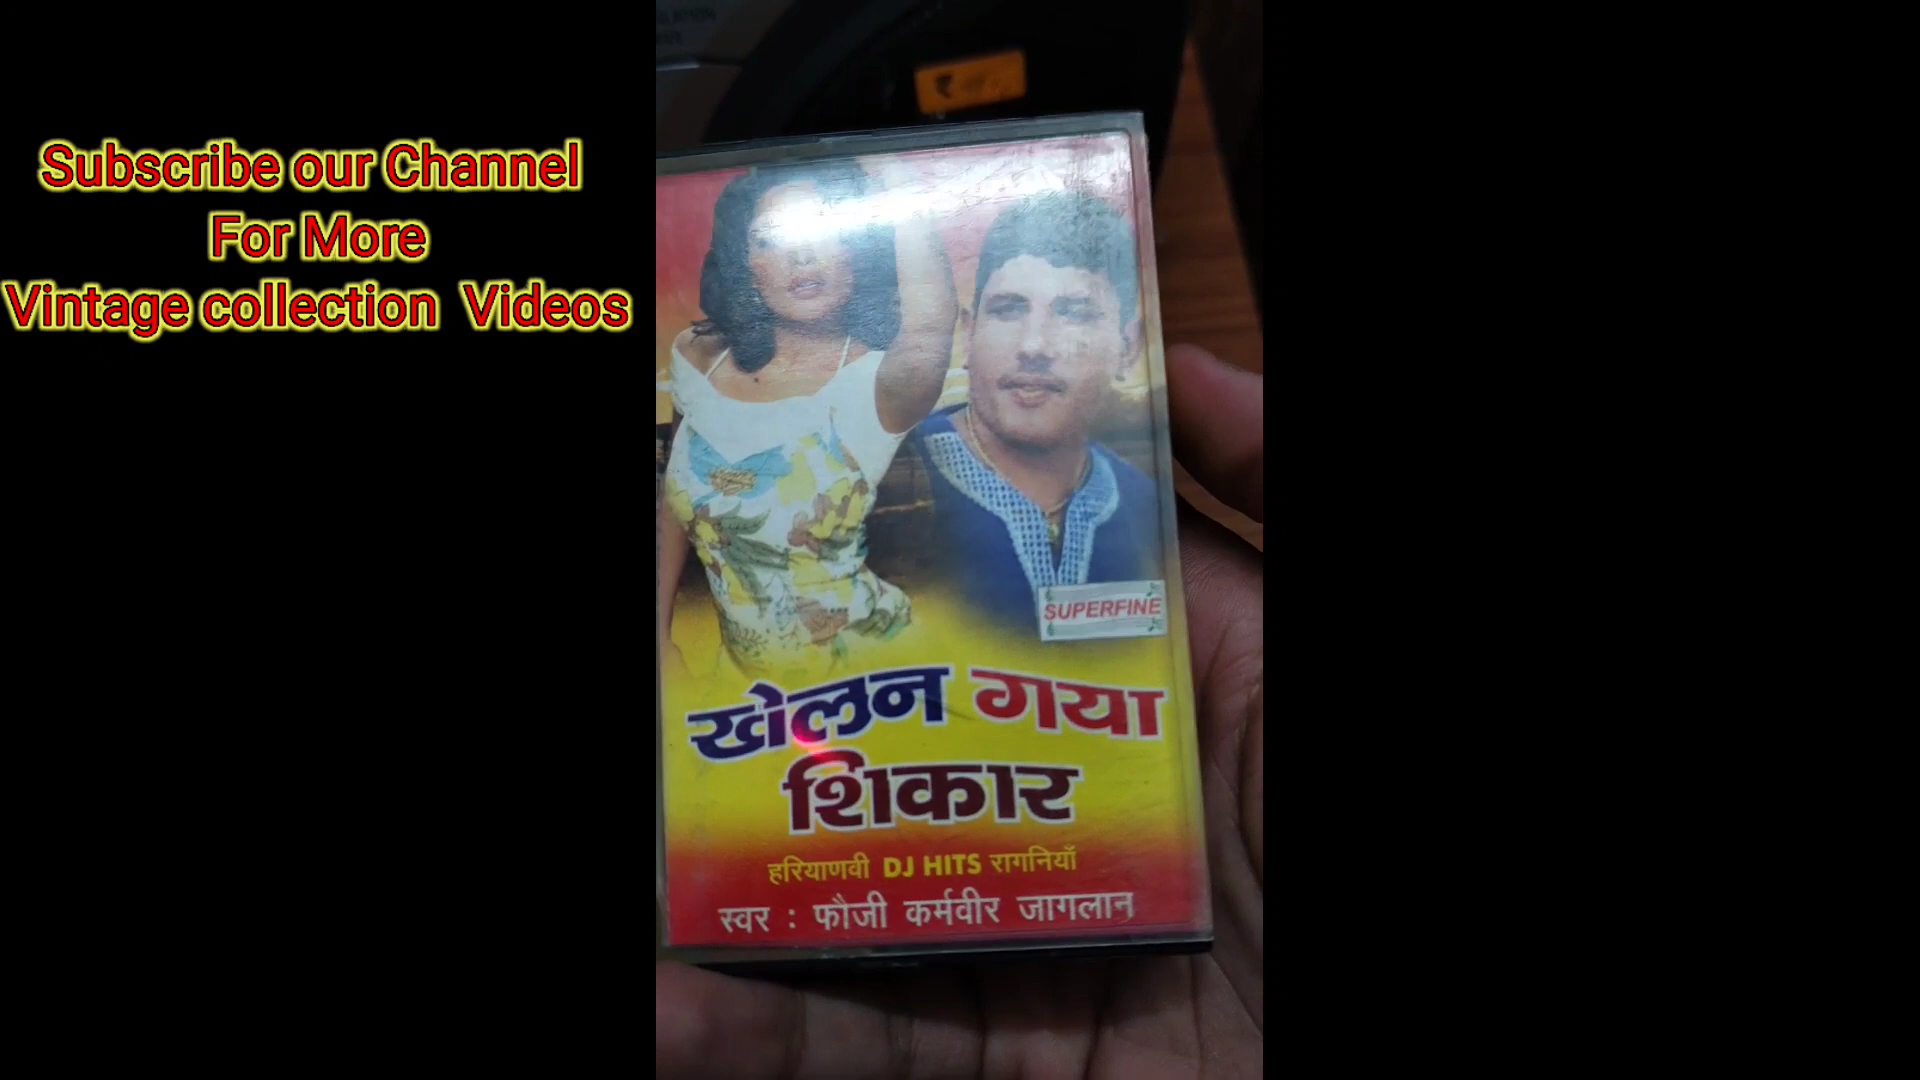 Subscribe our Channel
For More
Vintage collection Videos
₹
SUPERFINE
खेलन गया
शिकार
हरियाणवी DJ HITS रागनियाँ
स्वर : फौजी कर्मवीर जागलान